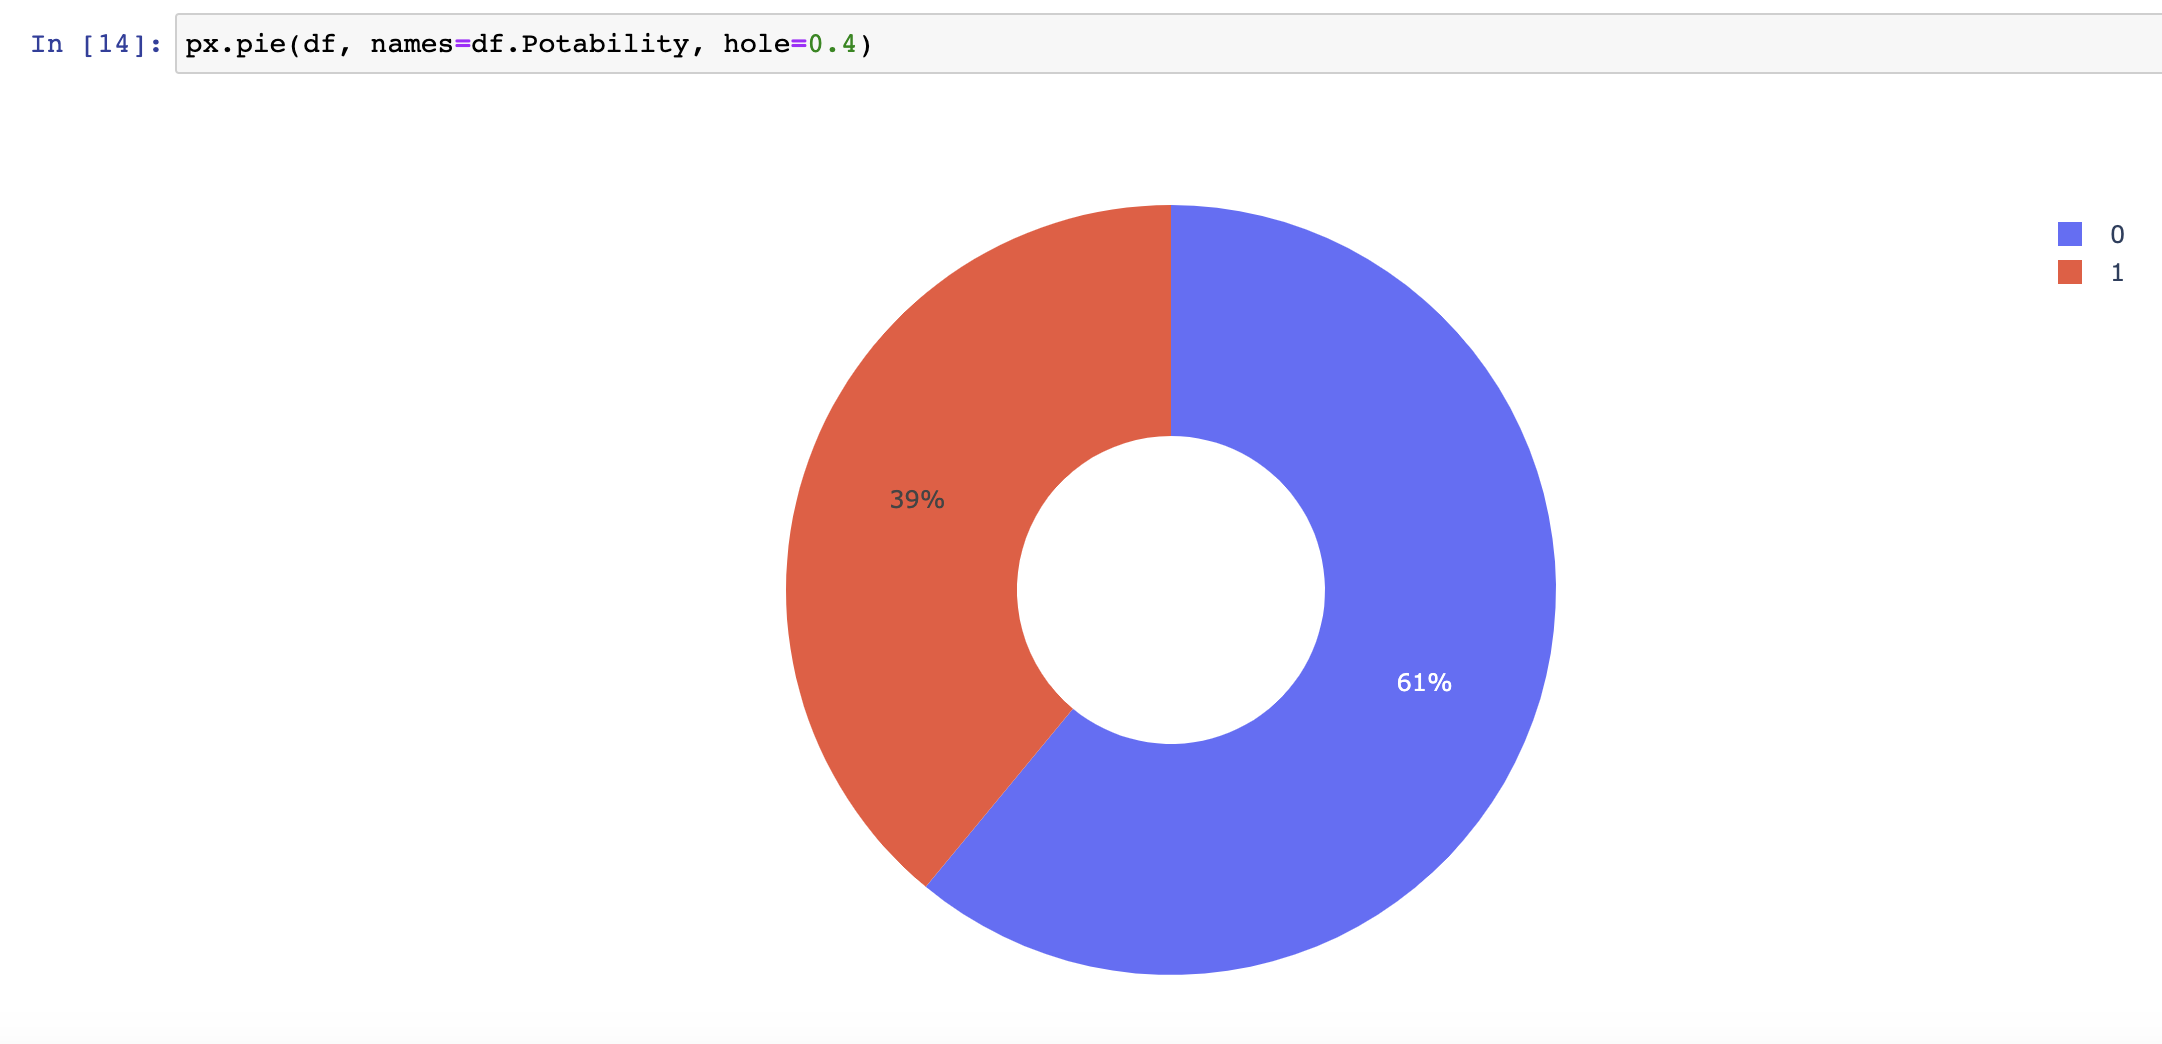 In [14]: px.pie(df, names=df.Potability, hole=0.4)
0
1
39%
61%